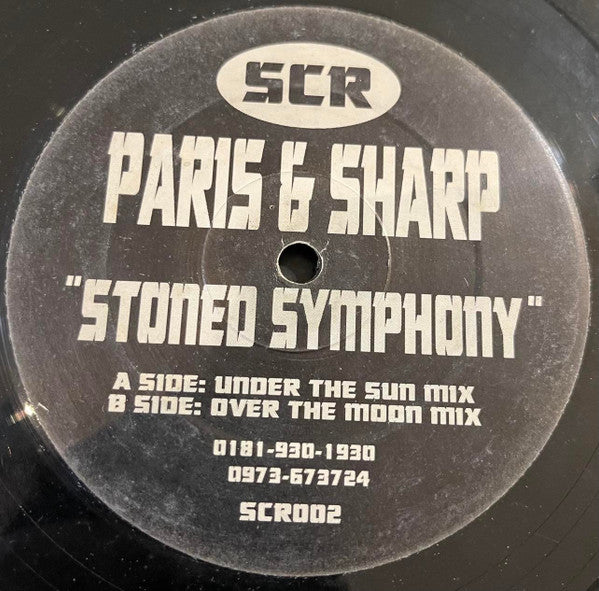 SCR
PARIS & SHARP
"STONED SYMPHONY"
A SIDE: UNDER THE SUN MIX
B SIDE: OVER THE MOON MIX
0181-930-1930
0973-673724
SCR002